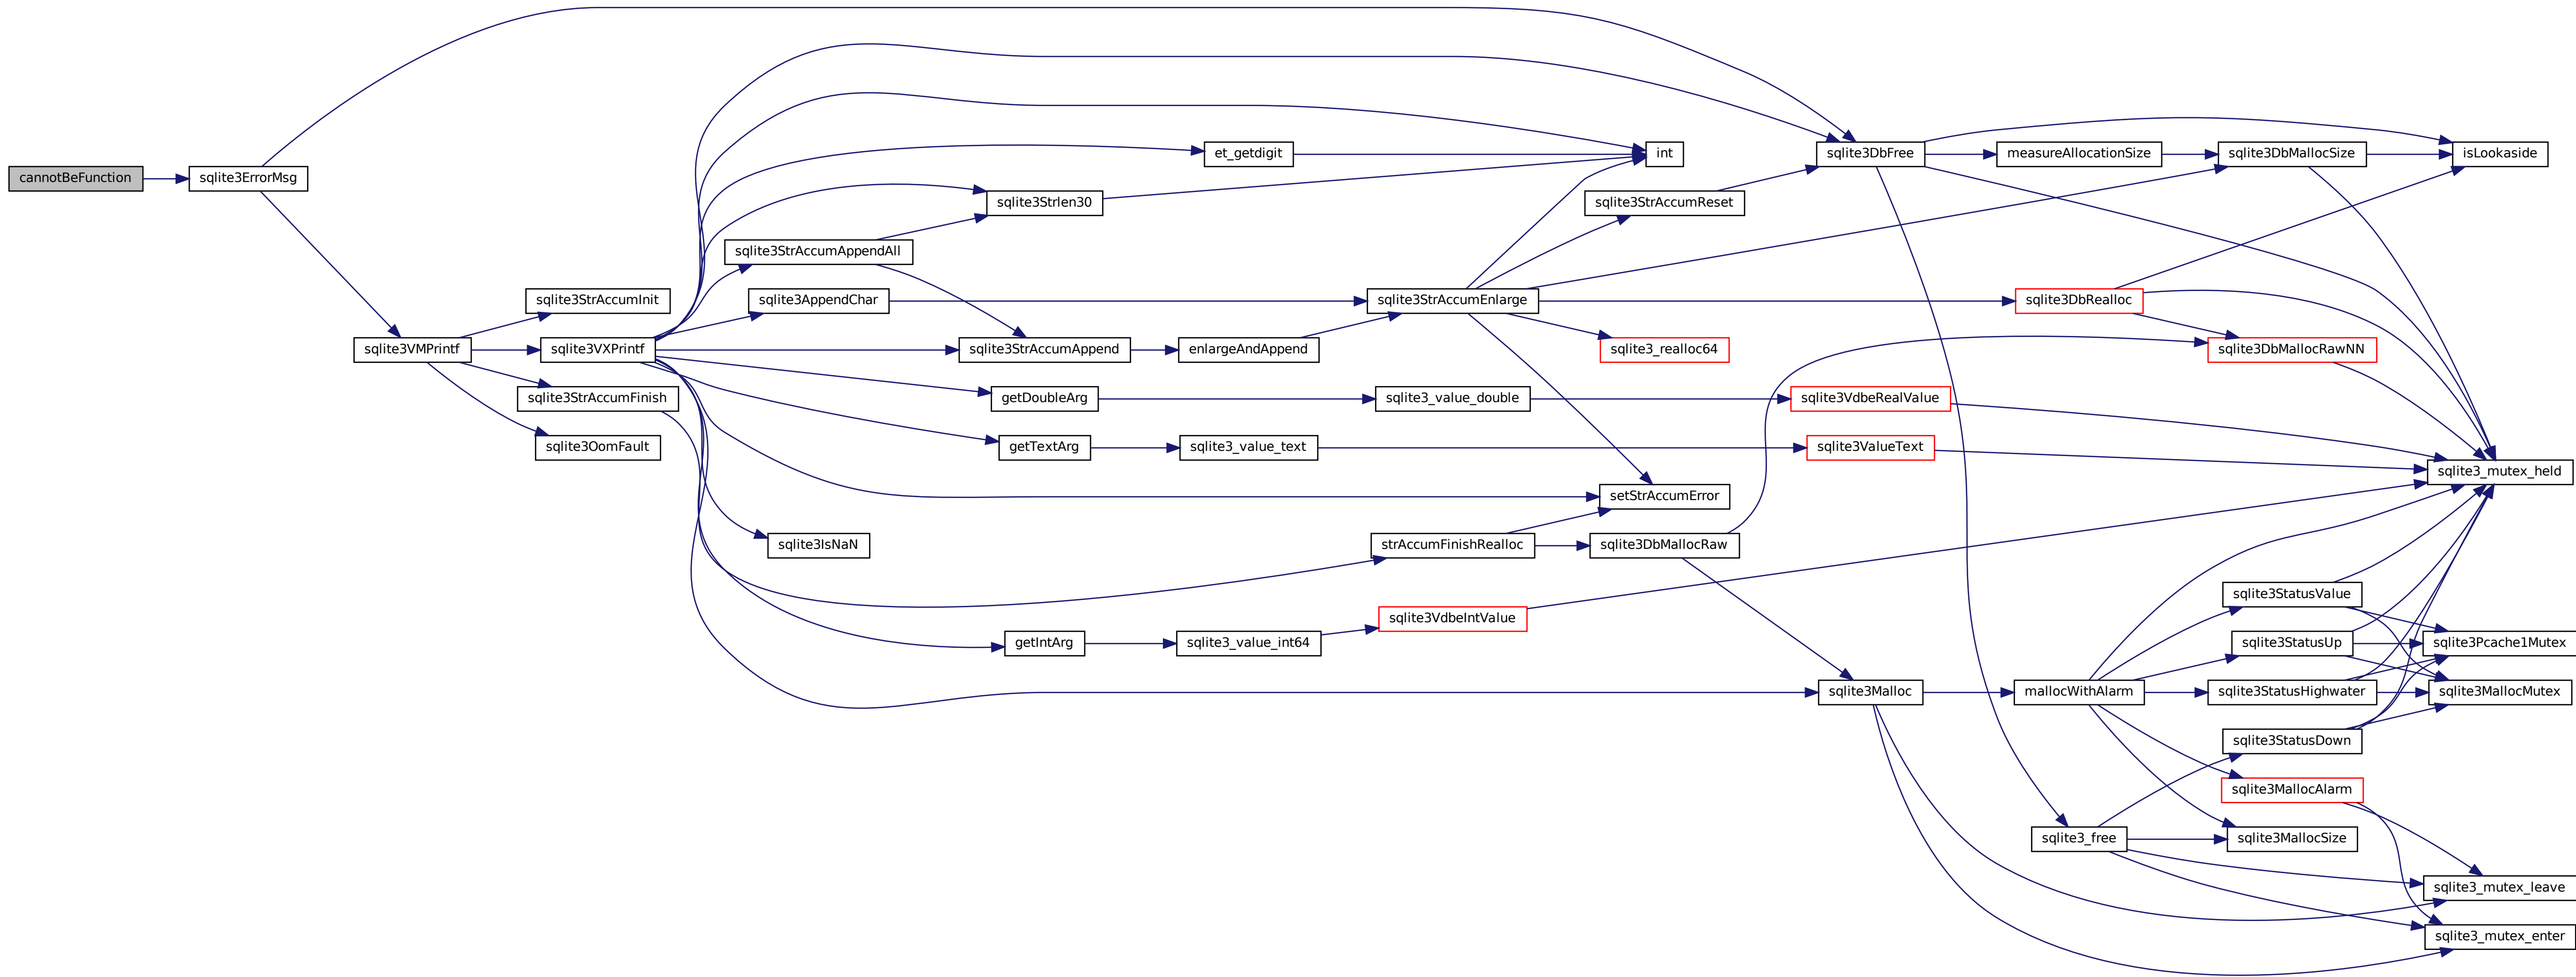 cannotBeFunction
sqlite3ErrorMsg
sqlite3VMPrintf
sqlite3StrAccumInit
sqlite3VXPrintf
sqlite3StrAccumFinish
sqlite3OomFault
sqlite3StrAccumAppendAll
sqlite3AppendChar
sqlite3IsNaN
sqlite3Strlen30
sqlite3StrAccumAppend
getDoubleArg
getTextArg
getIntArg
et_getdigit
enlargeAndAppend
sqlite3_value_text
sqlite3_value_int64
sqlite3StrAccumEnlarge
sqlite3_value_double
strAccumFinishRealloc
sqlite3VdbeIntValue
int
sqlite3StrAccumReset
sqlite3_realloc64
setStrAccumError
sqlite3DbMallocRaw
sqlite3DbFree
sqlite3VdbeRealValue
sqlite3ValueText
sqlite3Malloc
measureAllocationSize
sqlite3DbRealloc
mallocWithAlarm
sqlite3_free
sqlite3DbMallocSize
sqlite3DbMallocRawNN
sqlite3StatusValue
sqlite3StatusUp
sqlite3StatusHighwater
sqlite3StatusDown
sqlite3MallocAlarm
sqlite3MallocSize
isLookaside
sqlite3_mutex_held
sqlite3Pcache1Mutex
sqlite3MallocMutex
sqlite3_mutex_leave
sqlite3_mutex_enter